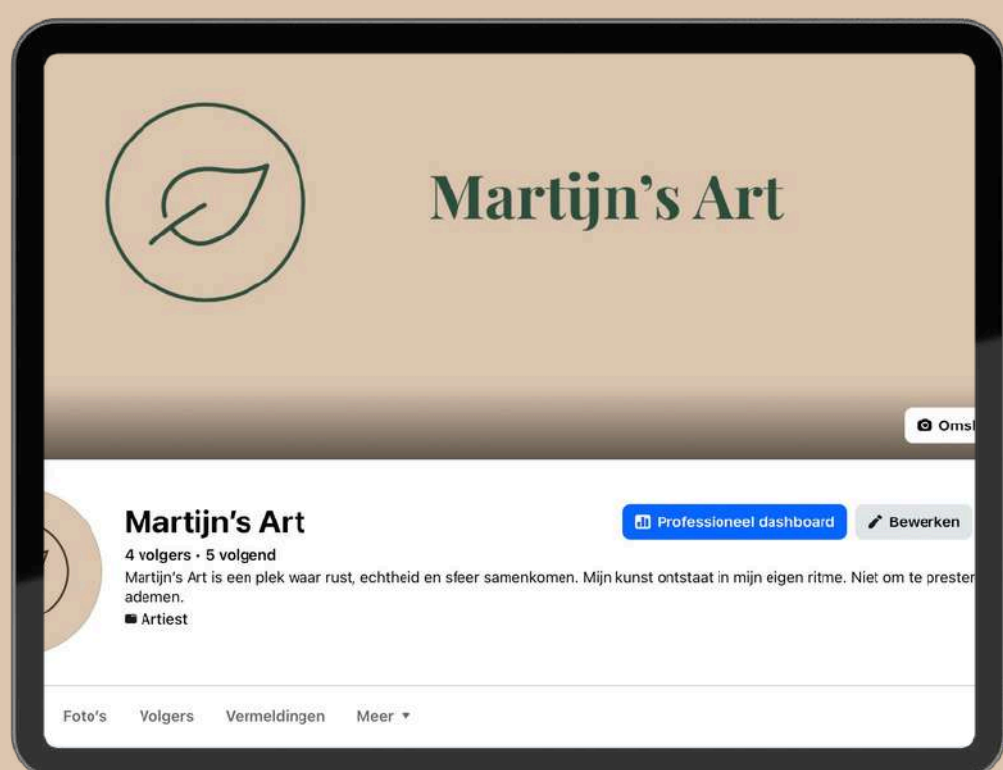 Martijn's Art
Omsl
Martijn's Art
Professioneel dashboard
Bewerken
4 volgers · 5 volgend
Martijn's Art is een plek waar rust, echtheid en sfeer samenkomen. Mijn kunst ontstaat in mijn eigen ritme. Niet om te prester
ademen.
Artiest
Foto's Volgers Vermeldingen Meer